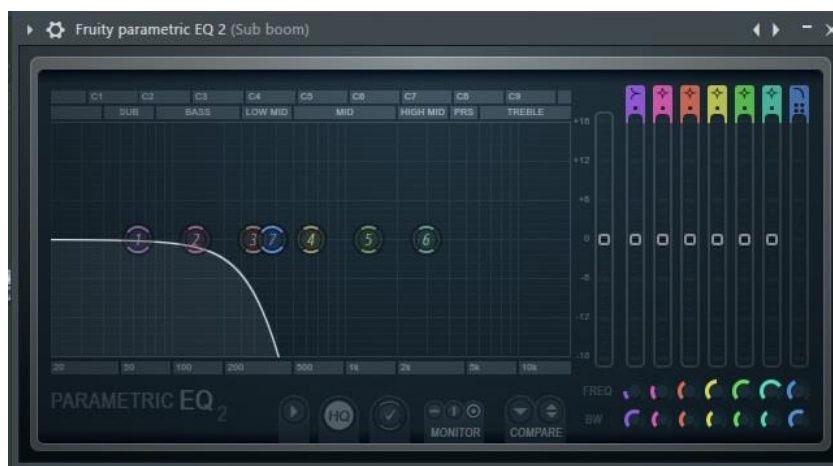 Fruity parametric EQ 2 (Sub boom)
C1 C2 C3 C4 C5 C6 C7 C8 C9
SUB BASS LOW MID MID HIGH MID PRS TREBLE
+18
+12
+6
1 2 3 7 4 5 6
0
-6
-12
-18
20 50 100 200 500 1k 2k 5k 10k
FREQ
PARAMETRIC EQ 2
HQ
BW
MONITOR COMPARE